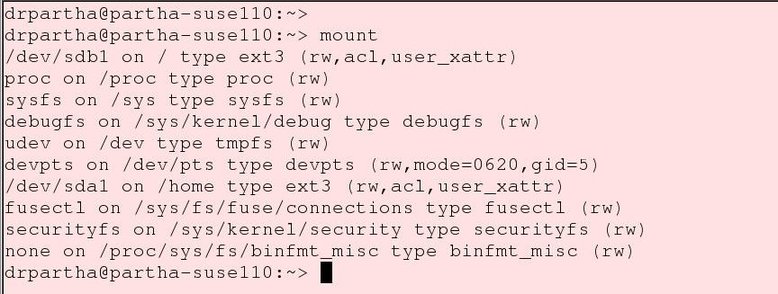 drpartha@partha-suse110:~>
drpartha@partha-suse110:~> mount
/dev/sdb1 on / type ext3 (rw,acl,user_xattr)
proc on /proc type proc (rw)
sysfs on /sys type sysfs (rw)
debugfs on /sys/kernel/debug type debugfs (rw)
udev on /dev type tmpfs (rw)
devpts on /dev/pts type devpts (rw,mode=0620,gid=5)
/dev/sda1 on /home type ext3 (rw,acl,user_xattr)
fusectl on /sys/fs/fuse/connections type fusectl (rw)
securityfs on /sys/kernel/security type securityfs (rw)
none on /proc/sys/fs/binfmt_misc type binfmt_misc (rw)
drpartha@partha-suse110:~>